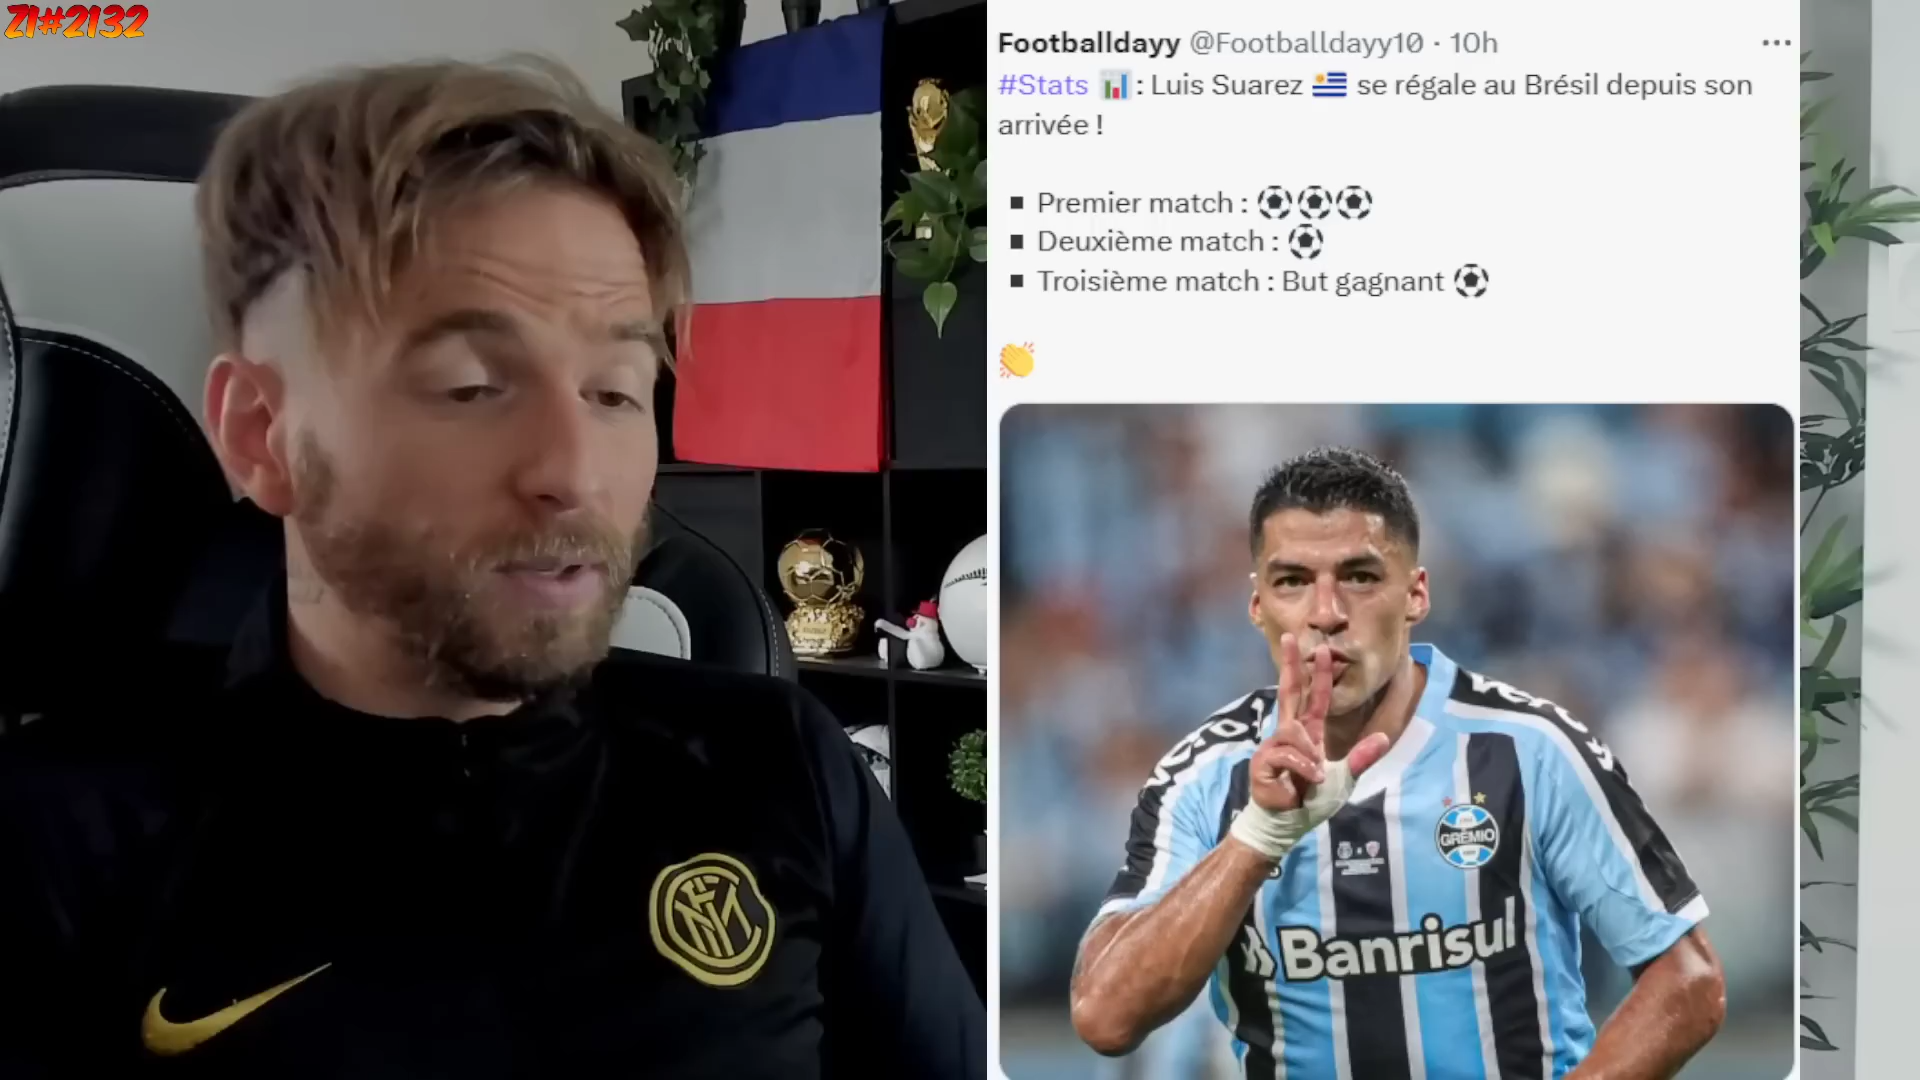 Z1#2132
Footballdayy @Footballdayy10 · 10h
#Stats 📊: Luis Suarez 🇺🇾 se régale au Brésil depuis son
arrivée !
▪ Premier match : ⚽⚽⚽
▪ Deuxième match : ⚽
▪ Troisième match : But gagnant ⚽
👏
GRÊMIO
Banrisul